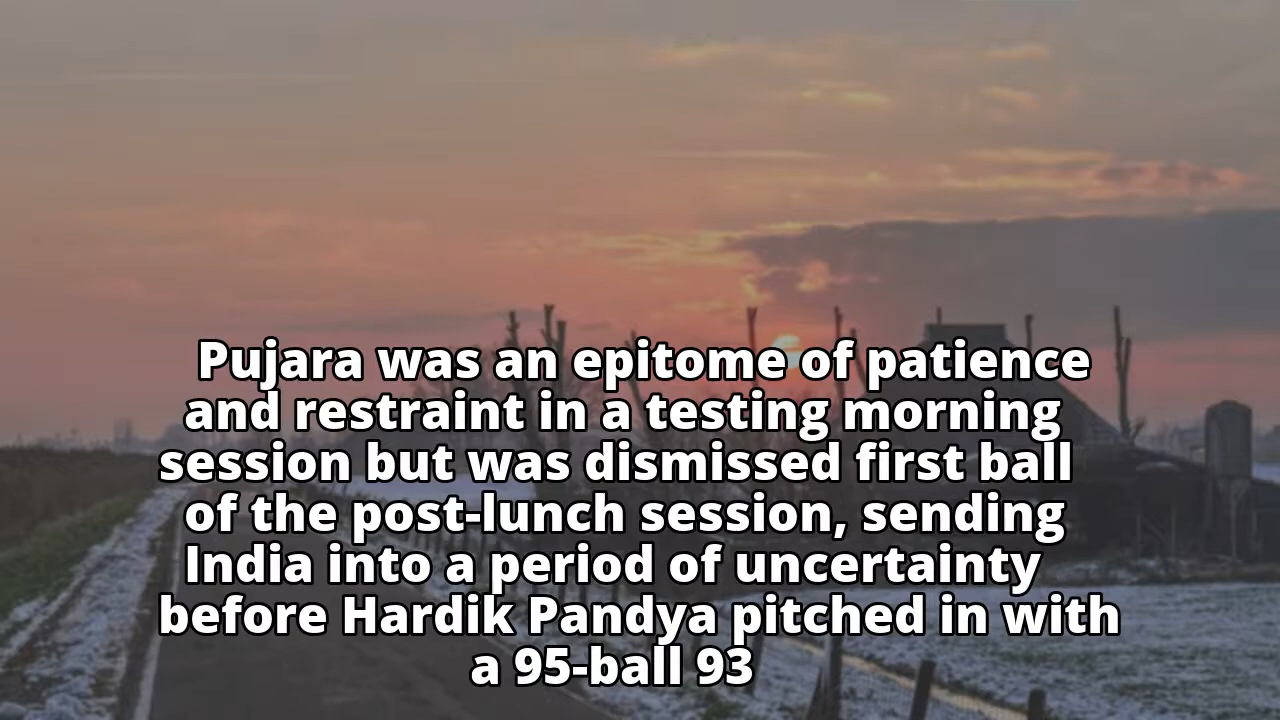 Pujara was an epitome of patience
and restraint in a testing morning
session but was dismissed first ball
of the post-lunch session, sending
India into a period of uncertainty
before Hardik Pandya pitched in with
a 95-ball 93